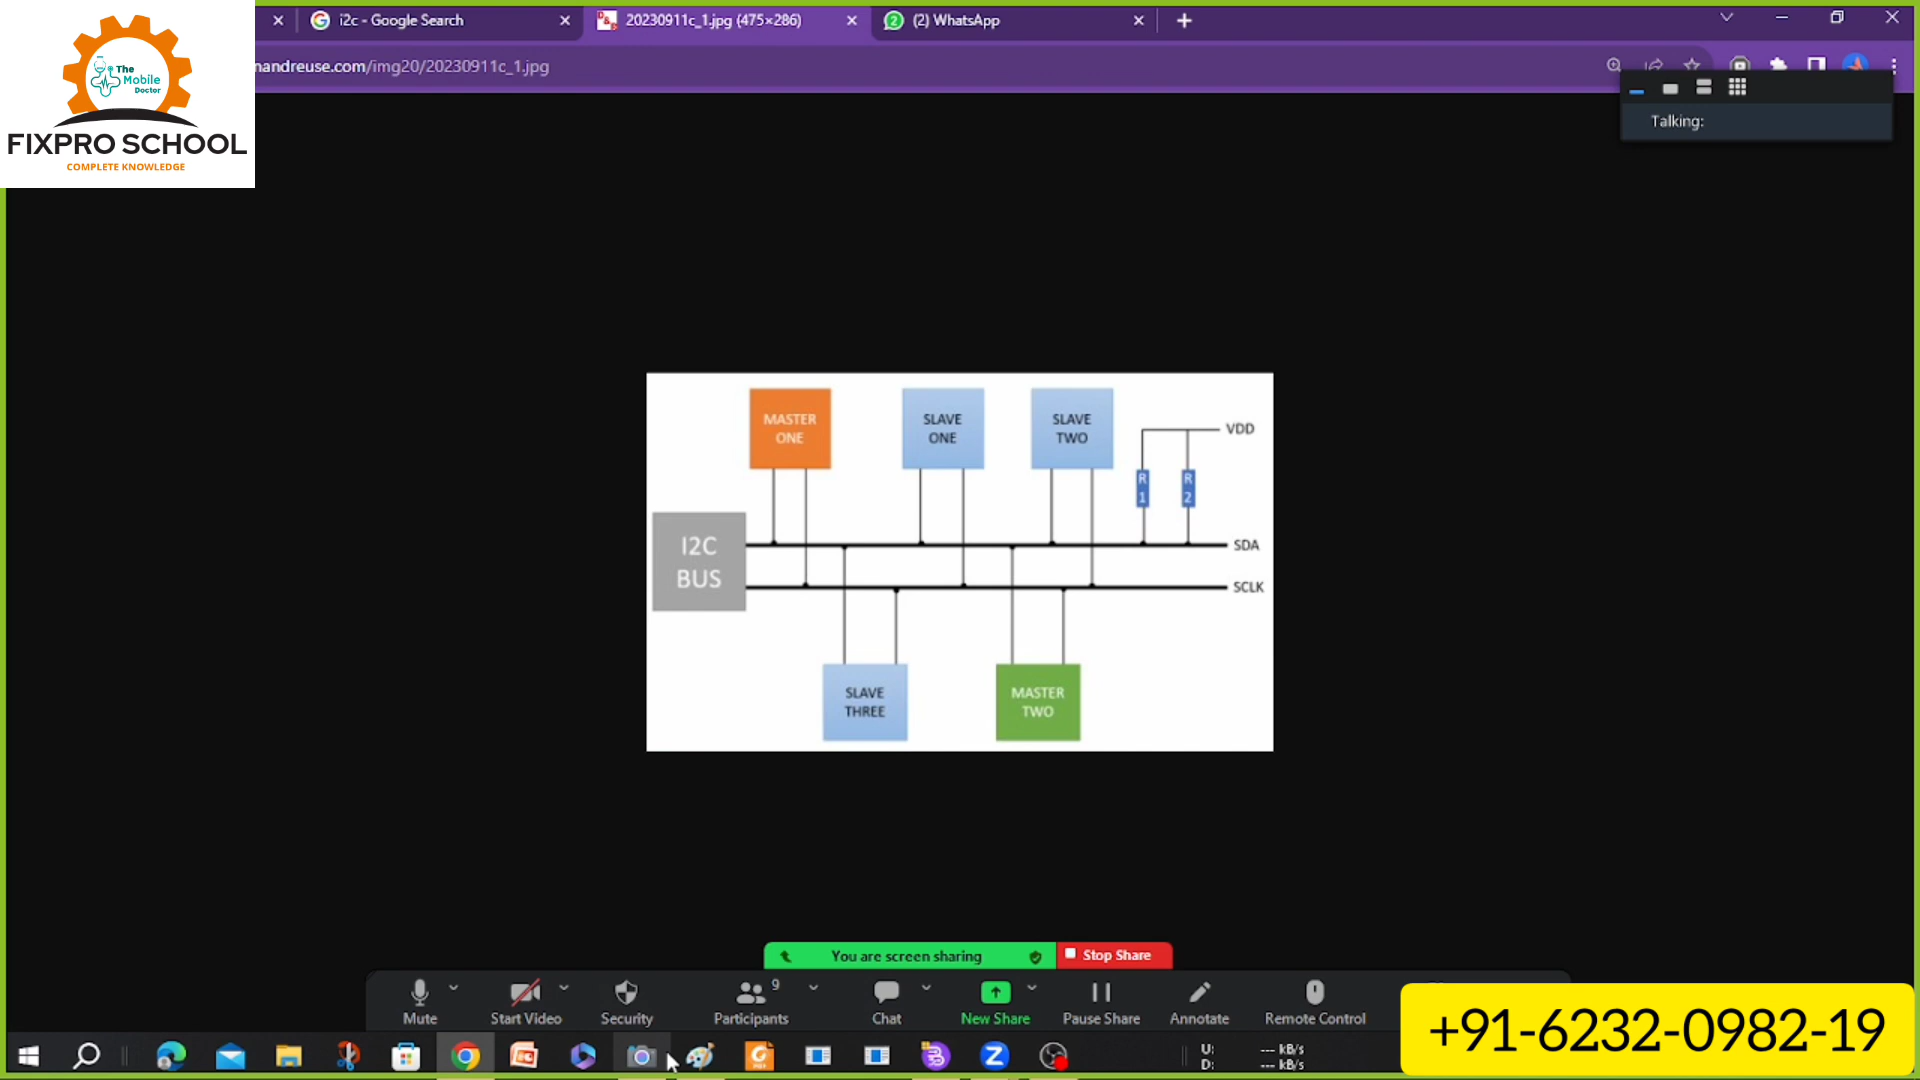 i2c - Google Search
20230911c_1.jpg (475×286)
(2) WhatsApp
nandreuse.com/img20/20230911c_1.jpg
The
Mobile
Doctor
FIXPRO SCHOOL
COMPLETE KNOWLEDGE
Talking:
MASTER
ONE
SLAVE
ONE
SLAVE
TWO
VDD
R
1
R
2
I2C
BUS
SDA
SCLK
SLAVE
THREE
MASTER
TWO
You are screen sharing
Stop Share
Mute
Start Video
Security
Participants
9
Chat
New Share
Pause Share
Annotate
Remote Control
U: --- kB/s
D: --- kB/s
+91-6232-0982-19